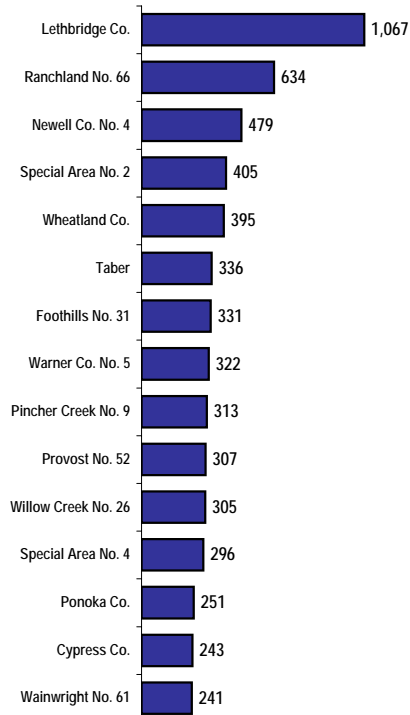 Lethbridge Co. 1,067
Ranchland No. 66 634
Newell Co. No. 4 479
Special Area No. 2 405
Wheatland Co. 395
Taber 336
Foothills No. 31 331
Warner Co. No. 5 322
Pincher Creek No. 9 313
Provost No. 52 307
Willow Creek No. 26 305
Special Area No. 4 296
Ponoka Co. 251
Cypress Co. 243
Wainwright No. 61 241